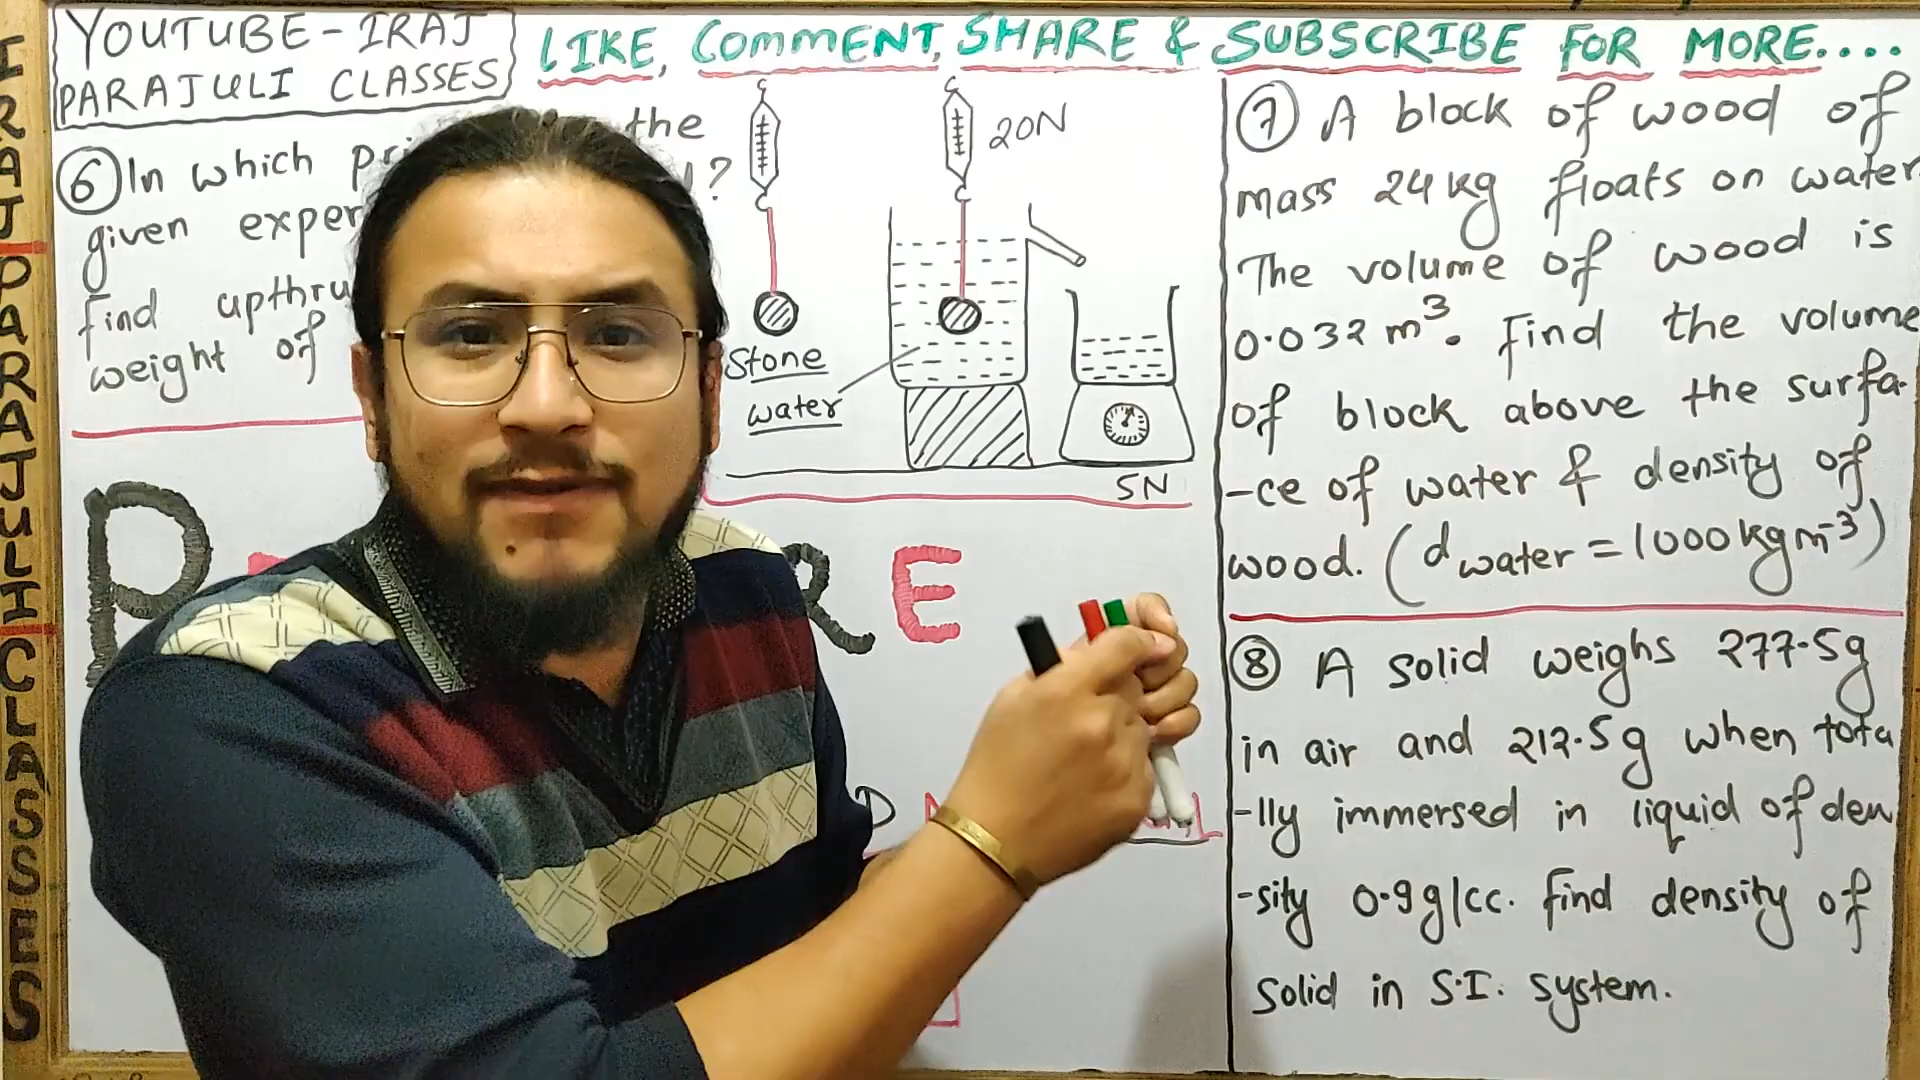 IRAJ PARAJULI CLASSES
YOUTUBE - IRAJ
PARAJULI CLASSES
LIKE, COMMENT, SHARE & SUBSCRIBE FOR MORE....
⑥ In which the
given ?
find
weight of
20N
Stone
water
5N
⑦ A block of wood of
mass 24 kg floats on water
The volume of wood is
0.032 m³. Find the volume
of block above the surfa-
-ce of water & density of
wood. (dwater = 1000 kgm⁻³)
⑧ A solid weighs 277.5g
in air and 212.5g when tota
-lly immersed in liquid of den
-sity 0.9g/cc. Find density of
Solid in S.I. system.